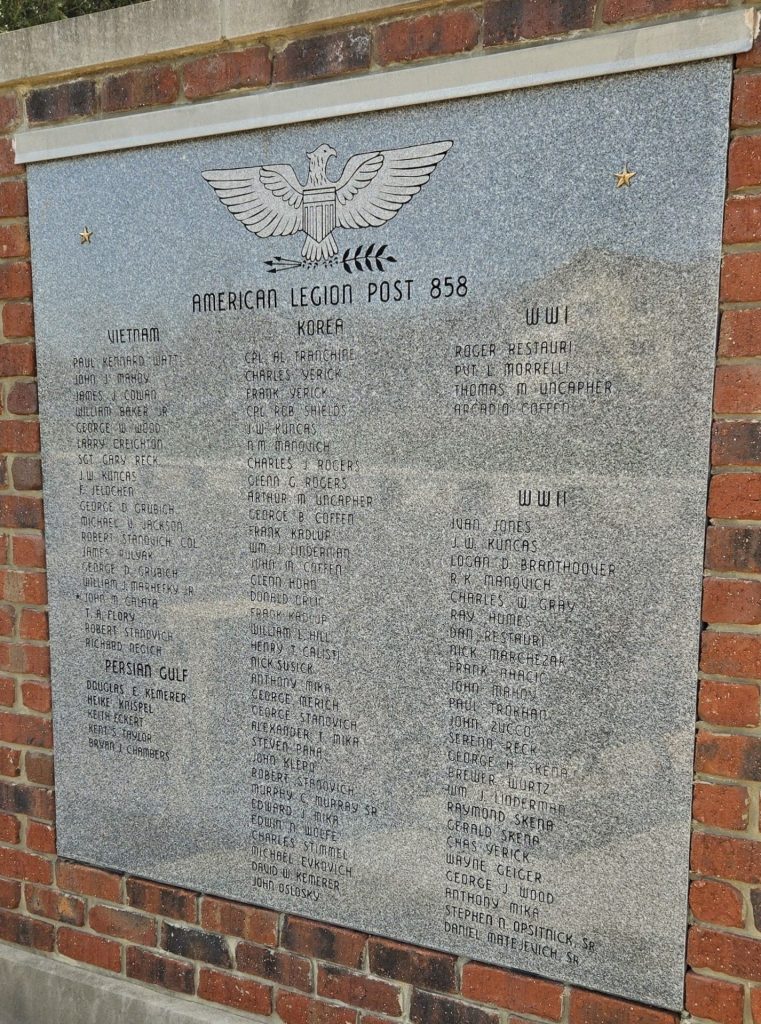 AMERICAN LEGION POST 858
VIETNAM
PAUL KENNARD WATT
JOHN J. MAHOY
JAMES J. COWAN
WILLIAM BAKER JR
GEORGE W. WOOD
LARRY CREIGHTON
SGT. GARY RECK
J.W. KUNCAS
F. JELOCHEN
GEORGE D. GRUBICH
MICHAEL V. JACKSON
ROBERT STANOVICH COL.
JAMES PULYAK
GEORGE D. GRUBICH
WILLIAM J. MARHEFKY JR.
* JOHN M. GALATA
T. A. FLORY
ROBERT STANOVICH
RICHARD NEGICH
PERSIAN GULF
DOUGLAS E. KEMERER
HEIKE KNISPEL
KEITH ECKERT
KENT S. TAYLOR
BRYAN J. CHAMBERS
KOREA
CPL. AL TRANCHINE
CHARLES YERICK
FRANK YERICK
CPL. ROB SHIELDS
J.W. KUNCAS
N.M. MANOVICH
CHARLES J. ROGERS
GLENN G. ROGERS
ARTHUR M. UNCAPHER
GEORGE B. COFFEN
FRANK KADLUP
WM. J. LINDERMAN
JOHN M. COFFEN
GLENN HOHN
DONALD GRLIC
FRANK KADLUP
WILLIAM L. HILL
HENRY T. CALISTI
NICK SUSICK
ANTHONY MIKA
GEORGE MERICH
GEORGE STANOVICH
ALEXANDER T. MIKA
STEVEN PANA
JOHN KLEPO
ROBERT STANOVICH
MURPHY C. MURRAY SR
EDWARD J. MIKA
EDWIN N. WOLFE
CHARLES STIMMEL
MICHAEL EVKOVICH
DAVID W. KEMERER
JOHN OSLOSKY
WWI
ROGER RESTAURI
PVT. L. MORRELLI
THOMAS M. UNCAPHER
ARCADIO COFFEN
WWII
IVAN JONES
J.W. KUNCAS
LOGAN D. BRANTHOOVER
R.K. MANOVICH
CHARLES W. GRAY
RAY HUMES
DAN RESTAURI
NICK MARCHEZAK
FRANK AHACIC
JOHN MAHOY
PAUL TROKHAN
JOHN ZUCCO
SERENO RECK
GEORGE H. SKENA
BREWER WURTZ
WM. J. LINDERMAN
RAYMOND SKENA
GERALD SKENA
CHAS YERICK
WAYNE GEIGER
GEORGE J. WOOD
ANTHONY MIKA
STEPHEN N. OPSITNICK, SR
DANIEL MATEJEVICH, SR